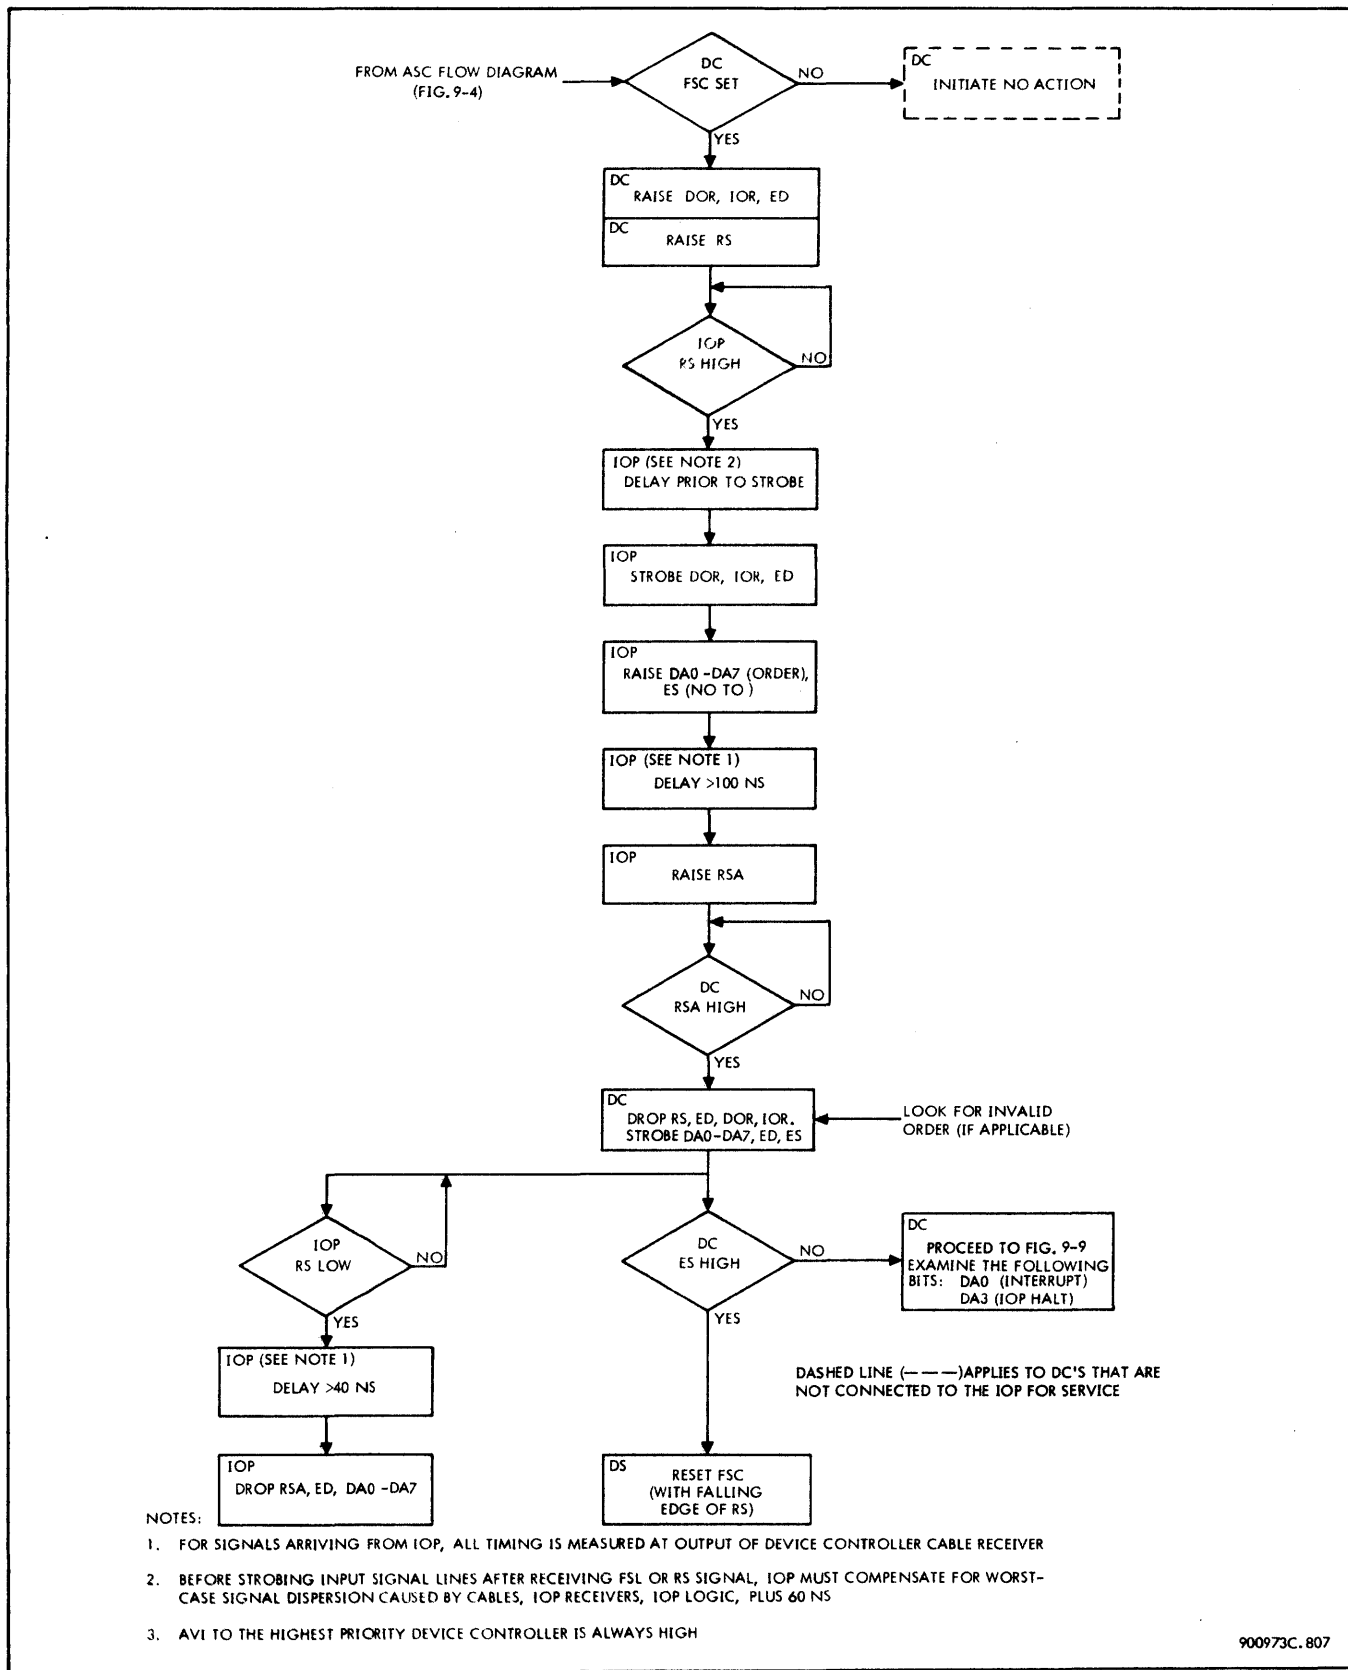 FROM ASC FLOW DIAGRAM
(FIG. 9-4)
DC
FSC SET
NO
DC
INITIATE NO ACTION
YES
DC
RAISE DOR, IOR, ED
DC
RAISE RS
IOP
RS HIGH
NO
YES
IOP (SEE NOTE 2)
DELAY PRIOR TO STROBE
IOP
STROBE DOR, IOR, ED
IOP
RAISE DA0-DA7 (ORDER),
ES (NO TO )
IOP (SEE NOTE 1)
DELAY >100 NS
IOP
RAISE RSA
DC
RSA HIGH
NO
YES
DC
DROP RS, ED, DOR, IOR.
STROBE DA0-DA7, ED, ES
LOOK FOR INVALID
ORDER (IF APPLICABLE)
IOP
RS LOW
NO
YES
DC
ES HIGH
NO
YES
DC
PROCEED TO FIG. 9-9
EXAMINE THE FOLLOWING
BITS: DA0 (INTERRUPT)
DA3 (IOP HALT)
IOP (SEE NOTE 1)
DELAY >40 NS
DASHED LINE (———)APPLIES TO DC'S THAT ARE
NOT CONNECTED TO THE IOP FOR SERVICE
IOP
DROP RSA, ED, DA0 -DA7
DS
RESET FSC
(WITH FALLING
EDGE OF RS)
NOTES:
1. FOR SIGNALS ARRIVING FROM IOP, ALL TIMING IS MEASURED AT OUTPUT OF DEVICE CONTROLLER CABLE RECEIVER
2. BEFORE STROBING INPUT SIGNAL LINES AFTER RECEIVING FSL OR RS SIGNAL, IOP MUST COMPENSATE FOR WORST-
CASE SIGNAL DISPERSION CAUSED BY CABLES, IOP RECEIVERS, IOP LOGIC, PLUS 60 NS
3. AVI TO THE HIGHEST PRIORITY DEVICE CONTROLLER IS ALWAYS HIGH
900973C.807